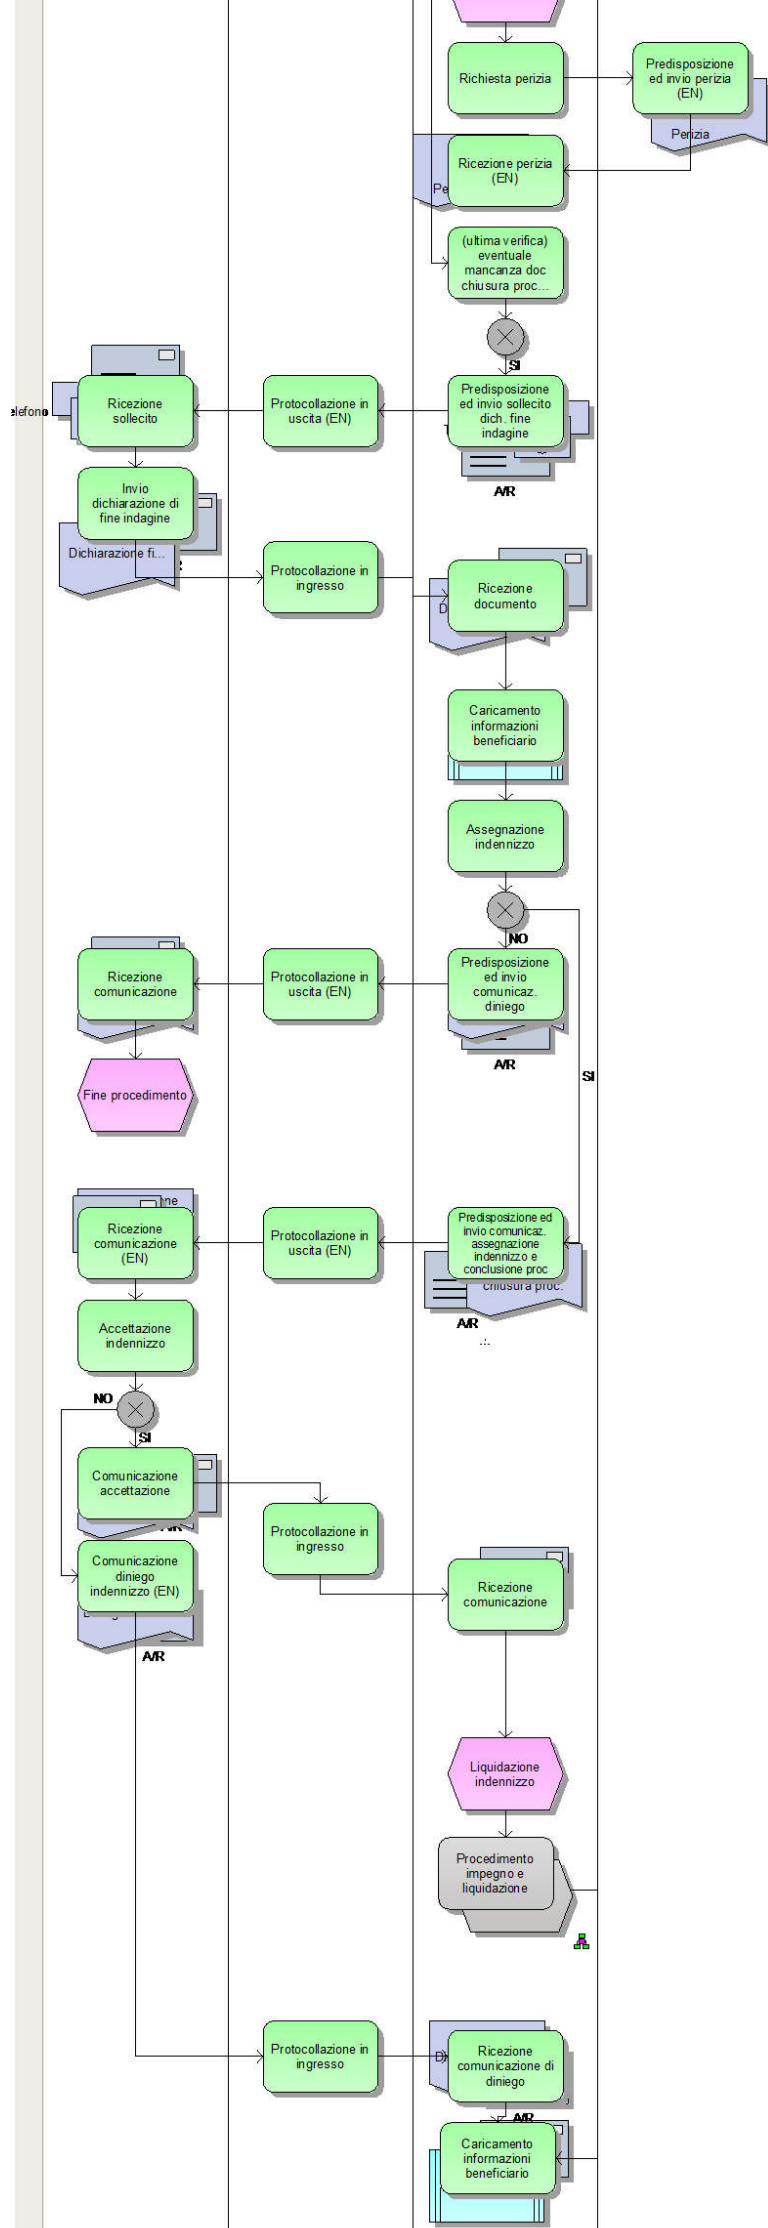 Richiesta perizia
Predisposizione
ed invio perizia
(EN)
Perizia
Ricezione perizia
(EN)
Pe
(ultima verifica)
eventuale
mancanza doc
chiusura proc...
SI
Ricezione
sollecito
Protocollazione in
uscita (EN)
Predisposizione
ed invio sollecito
dich. fine
indagine
A/R
Invio
dichiarazione di
fine indagine
Dichiarazione fi...
Protocollazione in
ingresso
Ricezione
documento
D
Caricamento
informazioni
beneficiario
Assegnazione
indennizzo
NO
Ricezione
comunicazione
Protocollazione in
uscita (EN)
Predisposizione
ed invio
comunicaz.
diniego
A/R
SI
Fine procedimento
Ricezione
comunicazione
(EN)
Protocollazione in
uscita (EN)
Predisposizione ed
invio comunicaz.
assegnazione
indennizzo e
conclusione proc
chiusura proc.
A/R
Accettazione
indennizzo
NO
SI
Comunicazione
accettazione
A/R
Protocollazione in
ingresso
Comunicazione
diniego
indennizzo (EN)
A/R
Ricezione
comunicazione
Liquidazione
indennizzo
Procedimento
impegno e
liquidazione
Protocollazione in
ingresso
Ricezione
comunicazione di
diniego
A/R
Caricamento
informazioni
beneficiario